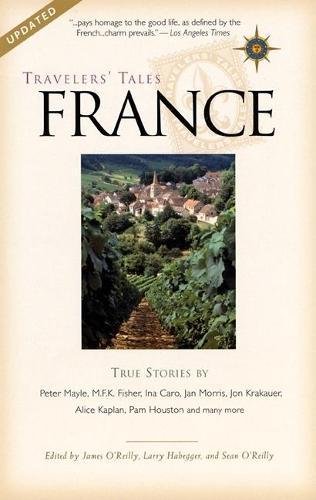 UPDATED
"...pays homage to the good life, as defined by the
French...charm prevails." — Los Angeles Times
TRAVELERS' TALES
FRANCE
TRUE STORIES BY
Peter Mayle, M.F.K. Fisher, Ina Caro, Jan Morris, Jon Krakauer,
Alice Kaplan, Pam Houston and many more
Edited by James O'Reilly, Larry Habegger, and Sean O'Reilly